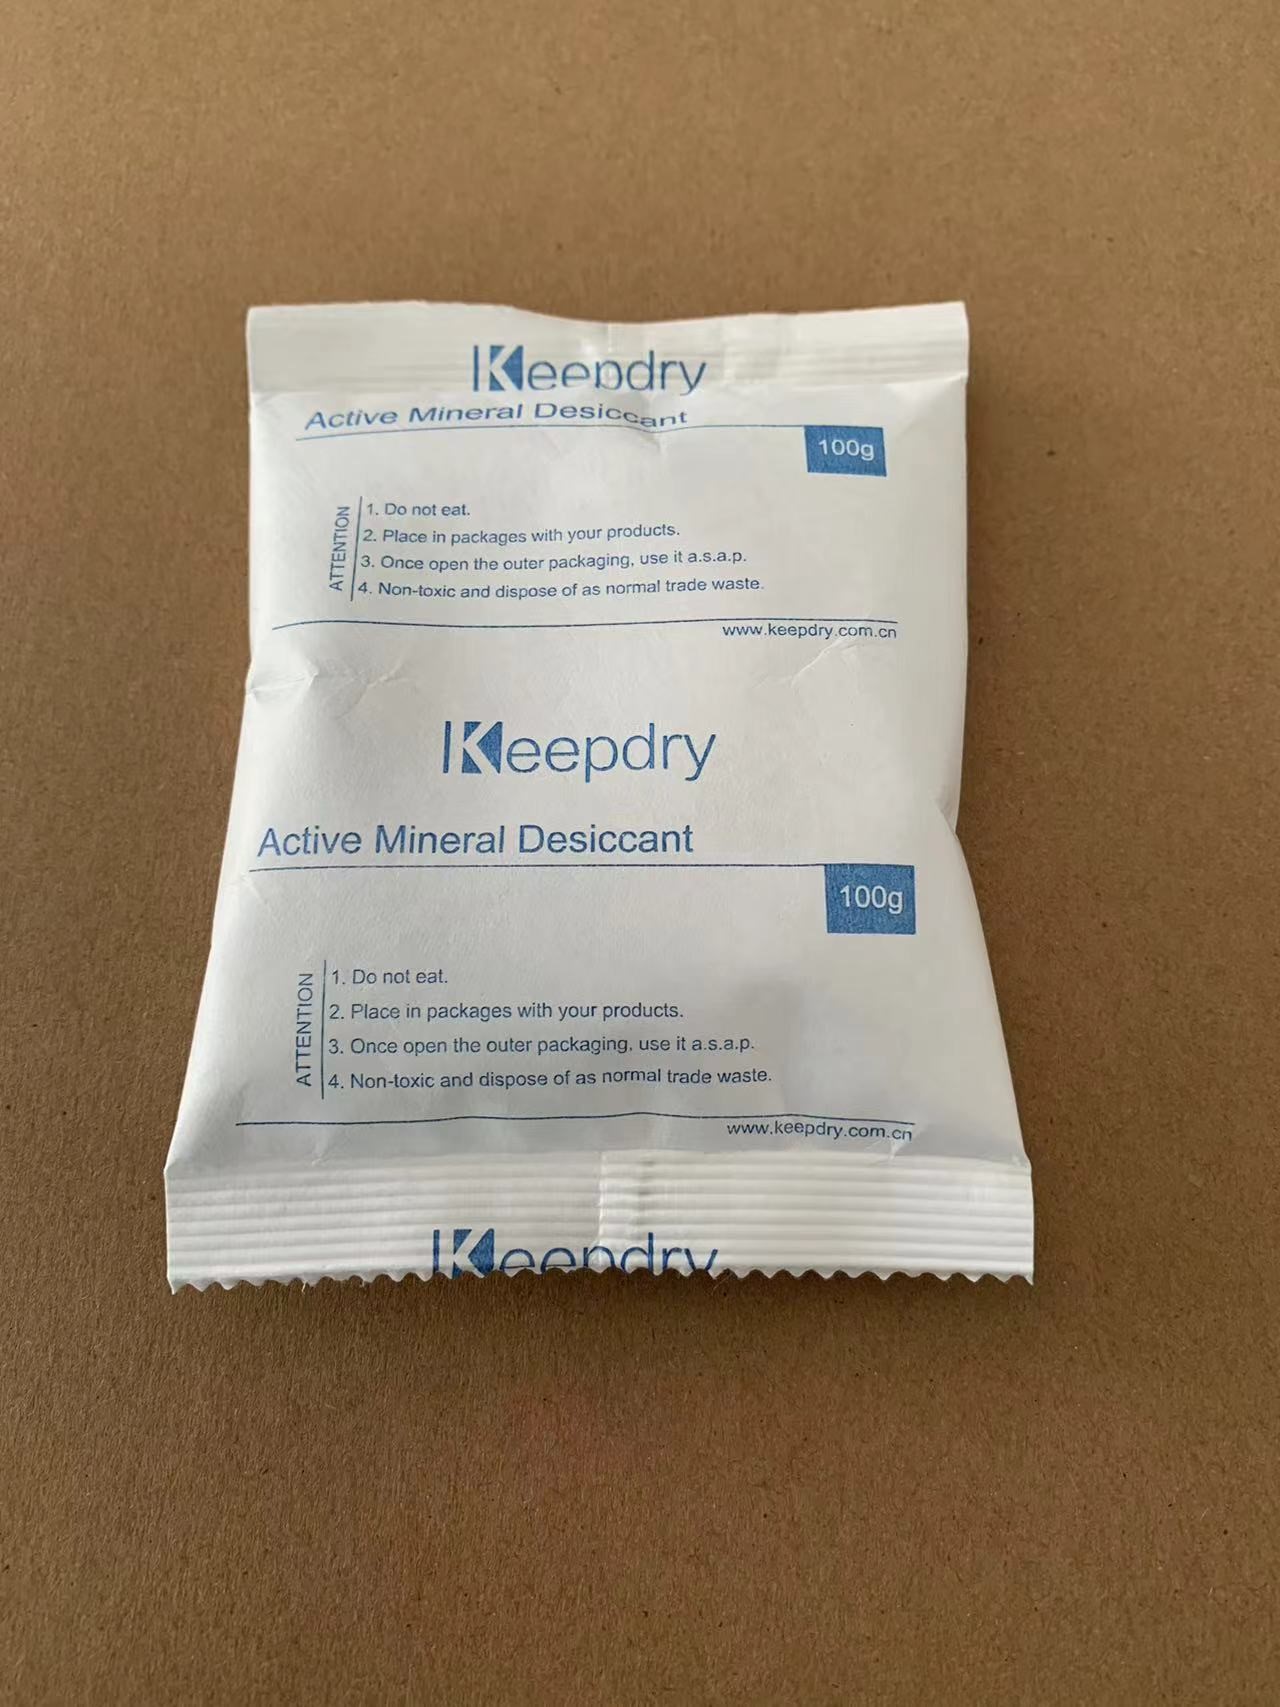 Keepdry
Active Mineral Desiccant
100g
ATTENTION
1. Do not eat.
2. Place in packages with your products.
3. Once open the outer packaging, use it a.s.a.p.
4. Non-toxic and dispose of as normal trade waste.
www.keepdry.com.cn
Keepdry
Active Mineral Desiccant
100g
ATTENTION
1. Do not eat.
2. Place in packages with your products.
3. Once open the outer packaging, use it a.s.a.p.
4. Non-toxic and dispose of as normal trade waste.
www.keepdry.com.cn
Keepdry